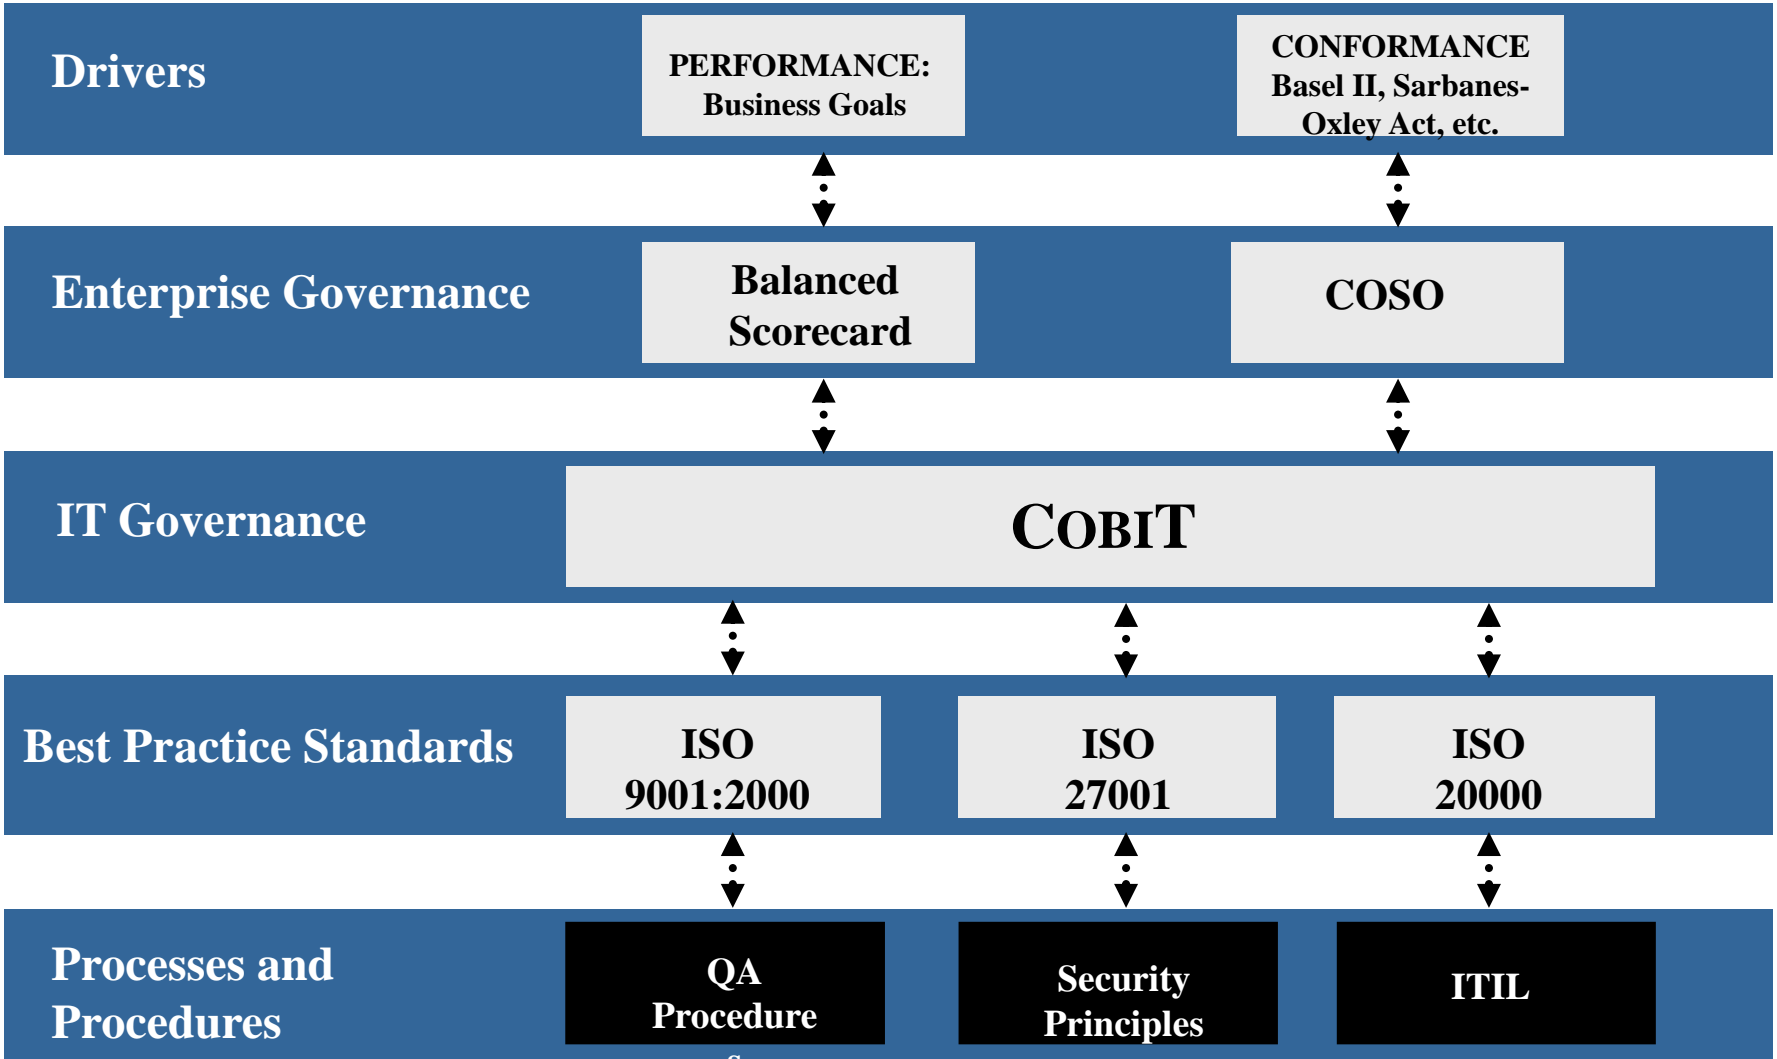 Drivers
PERFORMANCE:
Business Goals
CONFORMANCE
Basel II, Sarbanes-
Oxley Act, etc.
Enterprise Governance
Balanced
Scorecard
COSO
IT Governance
COBIT
Best Practice Standards
ISO
9001:2000
ISO
27001
ISO
20000
Processes and
Procedures
QA
Procedure
s
Security
Principles
ITIL